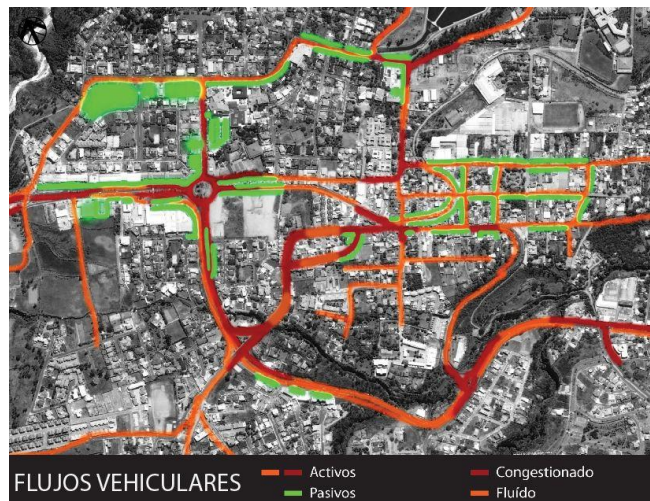 FLUJOS VEHICULARES
Activos
Congestionado
Pasivos
Fluído